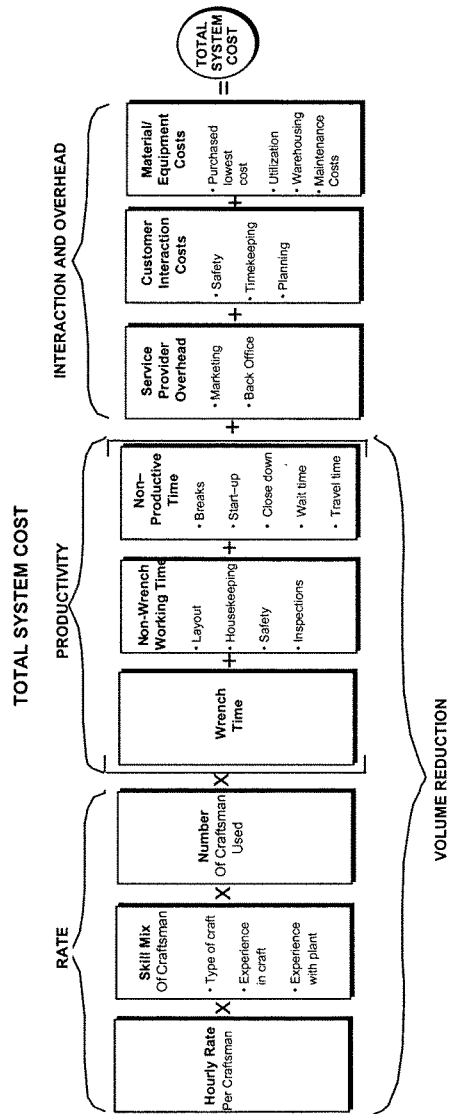 TOTAL SYSTEM COST
RATE
PRODUCTIVITY
INTERACTION AND OVERHEAD
Hourly Rate
Per Craftsman
X
Skill Mix
Of Craftsman
• Type of craft
• Experience
in craft
• Experience
with plant
X
Number
Of Craftsman
Used
X
Wrench
Time
+
Non-Wrench
Working Time
• Layout
• Housekeeping
• Safety
• Inspections
+
Non–
Productive
Time
• Breaks
• Start–up
• Close down
• Wait time
• Travel time
+
Service
Provider
Overhead
• Marketing
• Back Office
+
Customer
Interaction
Costs
• Safety
• Timekeeping
• Planning
+
Material/
Equipment
Costs
• Purchased
lowest
cost
• Utilization
• Warehousing
• Maintenance
Costs
=
TOTAL
SYSTEM
COST
VOLUME REDUCTION